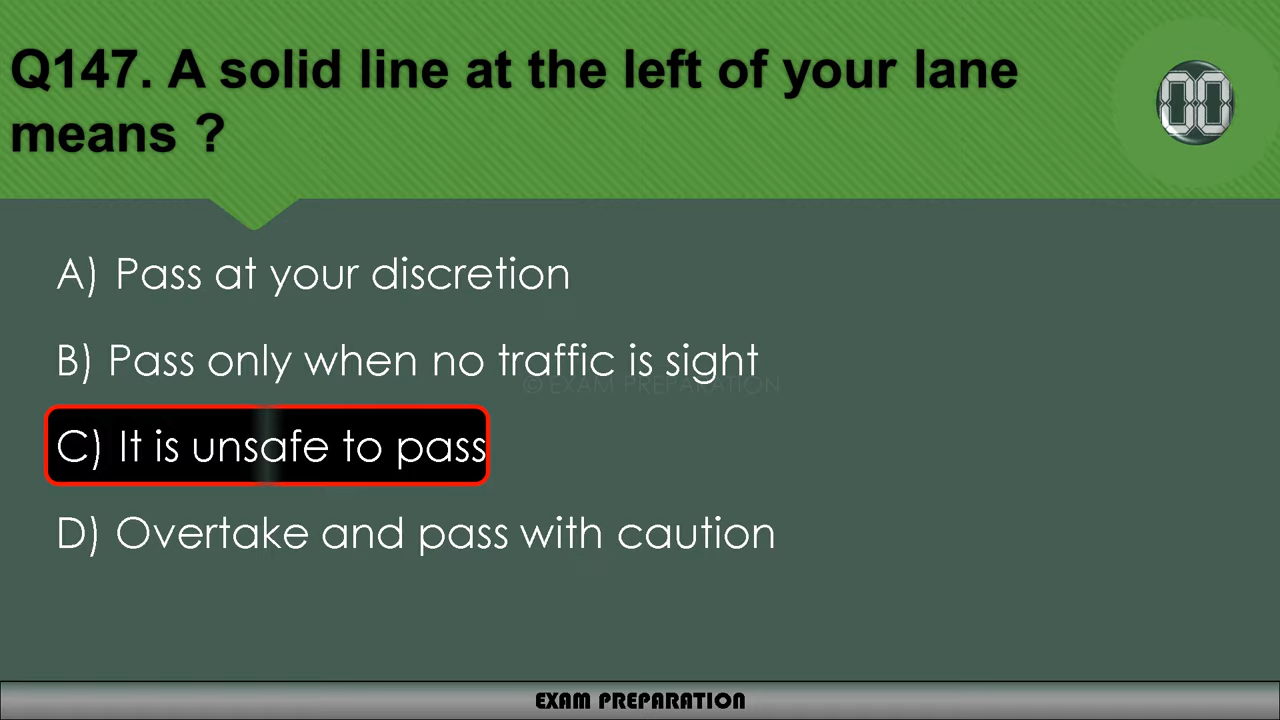 Q147. A solid line at the left of your lane
means ?
00
A) Pass at your discretion
B) Pass only when no traffic is sight
© EXAM PREPARATION
C) It is unsafe to pass
D) Overtake and pass with caution
EXAM PREPARATION